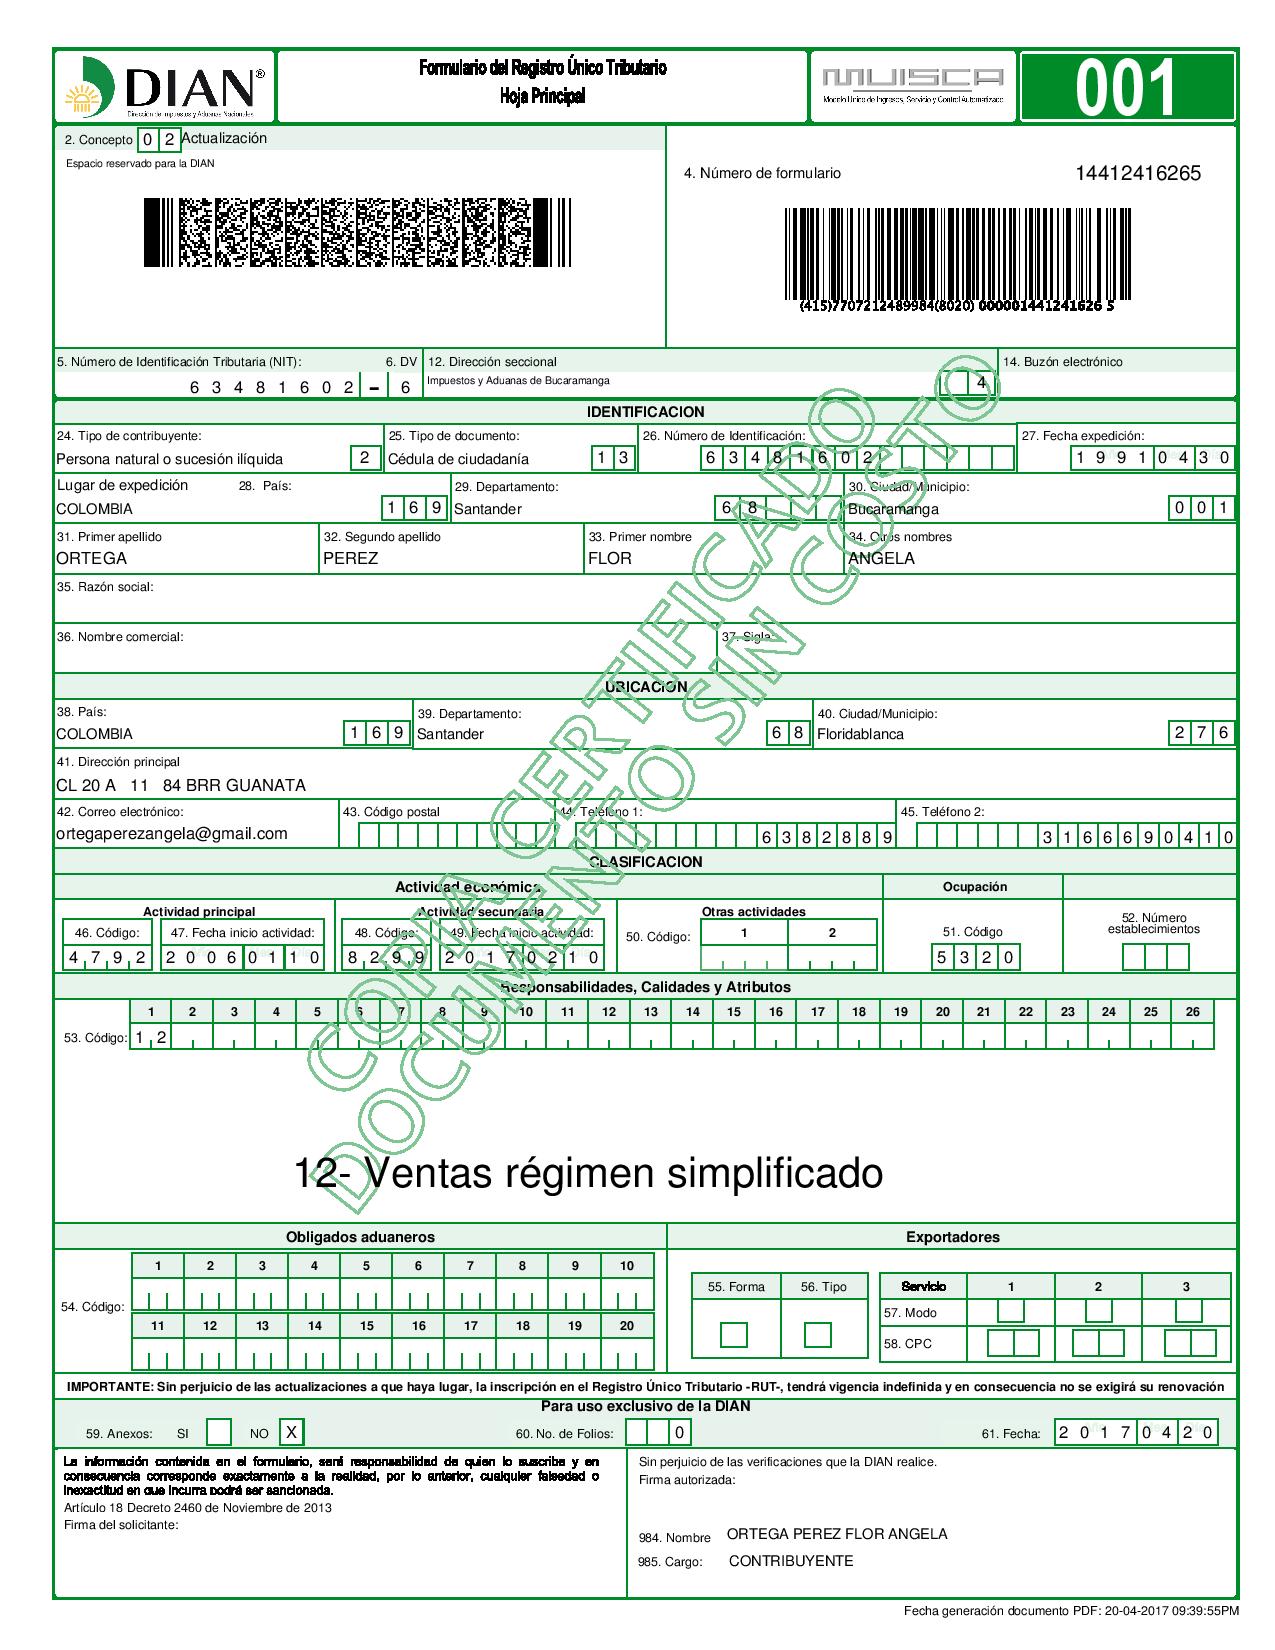 DIAN®
Dirección de Impuestos y Aduanas Nacionales
Formulario del Registro Único Tributario
Hoja Principal
MUISCA
Modelo Único de Ingresos, Servicio y Control Automatizado
001
2. Concepto 0 2 Actualización
Espacio reservado para la DIAN
4. Número de formulario 14412416265
(415)7707212489984(8020) 000001441241626 5
5. Número de Identificación Tributaria (NIT): 6. DV 12. Dirección seccional 14. Buzón electrónico
6 3 4 8 1 6 0 2 - 6 Impuestos y Aduanas de Bucaramanga 4
IDENTIFICACION
24. Tipo de contribuyente: 25. Tipo de documento: 26. Número de Identificación: 27. Fecha expedición:
Persona natural o sucesión ilíquida 2 Cédula de ciudadanía 1 3 6 3 4 8 1 6 0 2 1 9 9 1 0 4 3 0
Lugar de expedición 28. País: 29. Departamento: 30. Ciudad/Municipio:
COLOMBIA 1 6 9 Santander 6 8 Bucaramanga 0 0 1
31. Primer apellido 32. Segundo apellido 33. Primer nombre 34. Otros nombres
ORTEGA PEREZ FLOR ANGELA
35. Razón social:
36. Nombre comercial: 37. Sigla:
UBICACION
38. País: 39. Departamento: 40. Ciudad/Municipio:
COLOMBIA 1 6 9 Santander 6 8 Floridablanca 2 7 6
41. Dirección principal
CL 20 A 11 84 BRR GUANATA
42. Correo electrónico: 43. Código postal 44. Teléfono 1: 45. Teléfono 2:
ortegaperezangela@gmail.com 6 3 8 2 8 8 9 3 1 6 6 6 9 0 4 1 0
CLASIFICACION
Actividad económica Ocupación
Actividad principal Actividad secundaria Otras actividades 52. Número establecimientos
46. Código: 47. Fecha inicio actividad: 48. Código: 49. Fecha inicio actividad: 50. Código: 1 2 51. Código
4 7 9 2 2 0 0 6 0 1 1 0 8 2 9 9 2 0 1 7 0 2 1 0 5 3 2 0
Responsabilidades, Calidades y Atributos
1 2 3 4 5 6 7 8 9 10 11 12 13 14 15 16 17 18 19 20 21 22 23 24 25 26
53. Código: 1 2
12- Ventas régimen simplificado
COPIA CERTIFICADO
DOCUMENTO SIN COSTO
Obligados aduaneros Exportadores
1 2 3 4 5 6 7 8 9 10
54. Código:
11 12 13 14 15 16 17 18 19 20
55. Forma 56. Tipo Servicio 1 2 3
57. Modo
58. CPC
IMPORTANTE: Sin perjuicio de las actualizaciones a que haya lugar, la inscripción en el Registro Único Tributario -RUT-, tendrá vigencia indefinida y en consecuencia no se exigirá su renovación
Para uso exclusivo de la DIAN
59. Anexos: SI NO X 60. No. de Folios: 0 61. Fecha: 2 0 1 7 0 4 2 0
La información contenida en el formulario, será responsabilidad de quien lo suscribe y en
consecuencia corresponde exactamente a la realidad, por lo anterior, cualquier falsedad o
inexactitud en que incurra podrá ser sancionada.
Artículo 18 Decreto 2460 de Noviembre de 2013
Firma del solicitante:
Sin perjuicio de las verificaciones que la DIAN realice.
Firma autorizada:
984. Nombre ORTEGA PEREZ FLOR ANGELA
985. Cargo: CONTRIBUYENTE
Fecha generación documento PDF: 20-04-2017 09:39:55PM